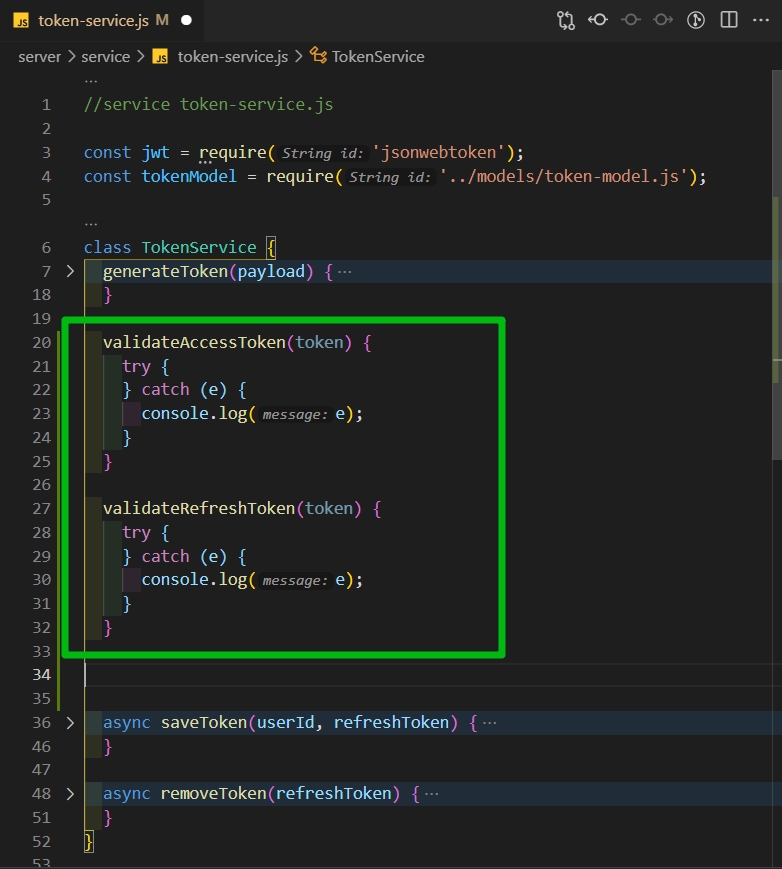 JS token-service.js M
server > service > JS token-service.js > TokenService
...
1 //service token-service.js
2
3 const jwt = require( String id: 'jsonwebtoken');
4 const tokenModel = require( String id: '../models/token-model.js');
5
...
6 class TokenService {
7 generateToken(payload) { ...
18 }
19
20 validateAccessToken(token) {
21 try {
22 } catch (e) {
23 console.log( message: e);
24 }
25 }
26
27 validateRefreshToken(token) {
28 try {
29 } catch (e) {
30 console.log( message: e);
31 }
32 }
33
34
35
36 async saveToken(userId, refreshToken) { ...
46 }
47
48 async removeToken(refreshToken) { ...
51 }
52 }
53